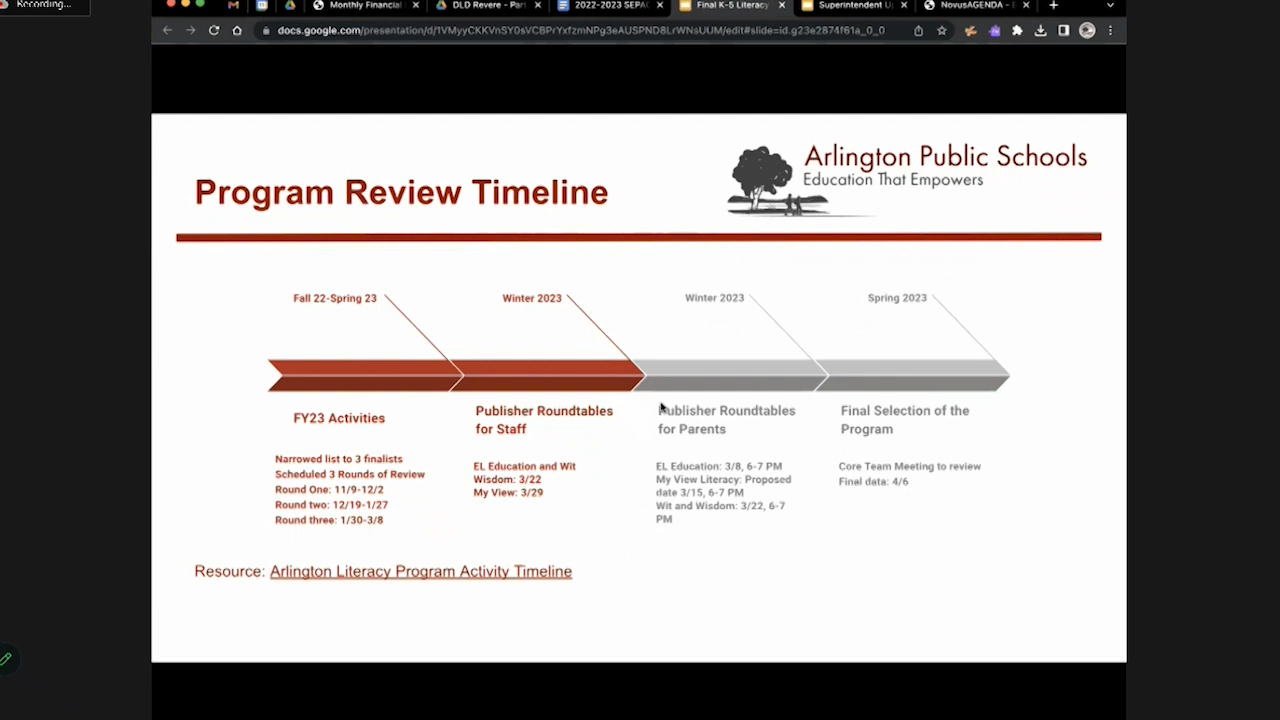 Recording...
Monthly Financial
DLD Revere - Par
2022-2023 SEPA
Final K-5 Literacy
Superintendent U
NovusAGENDA - E
docs.google.com/presentation/d/1VMyyCKKVnSY0sVCBPrYxfzmNPg3eAUSPND8LrWNsUUM/edit#slide=id.g23e2874f61a_0_0
Arlington Public Schools
Education That Empowers
Program Review Timeline
Fall 22-Spring 23
Winter 2023
Winter 2023
Spring 2023
FY23 Activities
Narrowed list to 3 finalists
Scheduled 3 Rounds of Review
Round One: 11/9-12/2
Round two: 12/19-1/27
Round three: 1/30-3/8
Publisher Roundtables
for Staff
EL Education and Wit
Wisdom: 3/22
My View: 3/29
Publisher Roundtables
for Parents
EL Education: 3/8, 6-7 PM
My View Literacy: Proposed
date 3/15, 6-7 PM
Wit and Wisdom: 3/22, 6-7
PM
Final Selection of the
Program
Core Team Meeting to review
Final data: 4/6
Resource: Arlington Literacy Program Activity Timeline